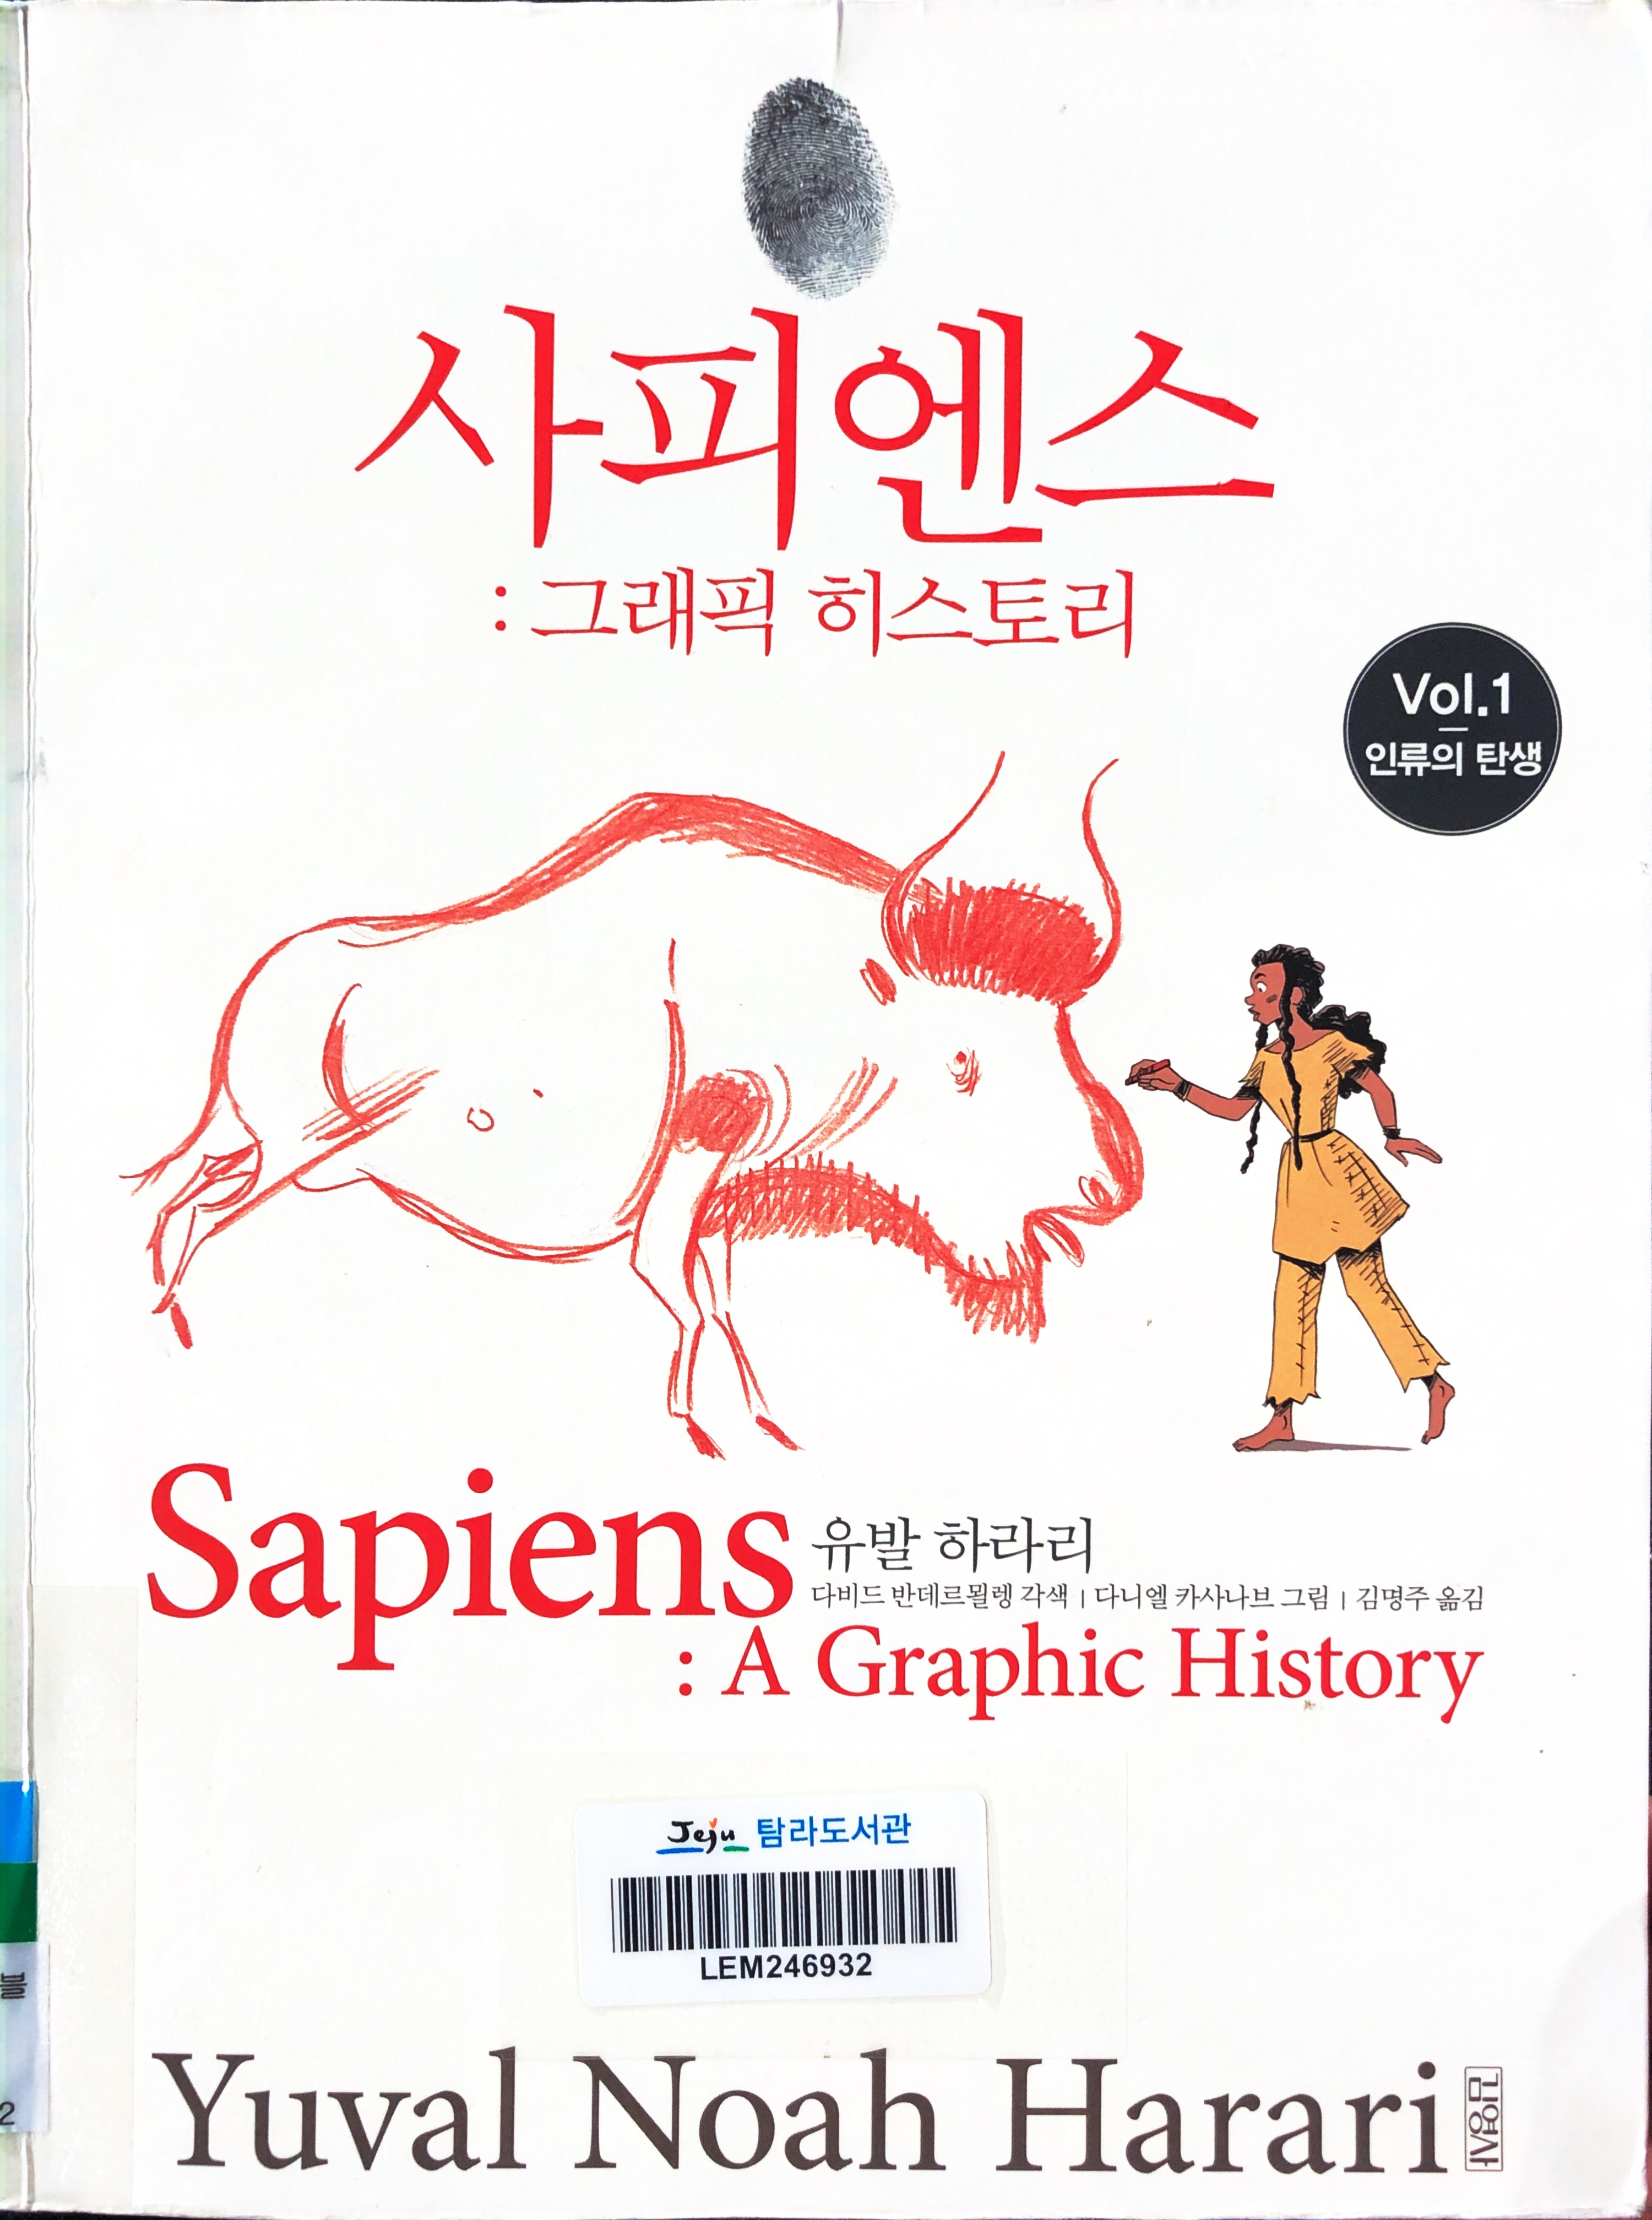 사피엔스
: 그래픽 히스토리
Vol.1
인류의 탄생
Sapiens
유발 하라리
다비드 반데르묄렝 각색 | 다니엘 카사나브 그림 | 김명주 옮김
: A Graphic History
Jeju 탐라도서관
LEM246932
블
2
Yuval Noah Harari
김영사